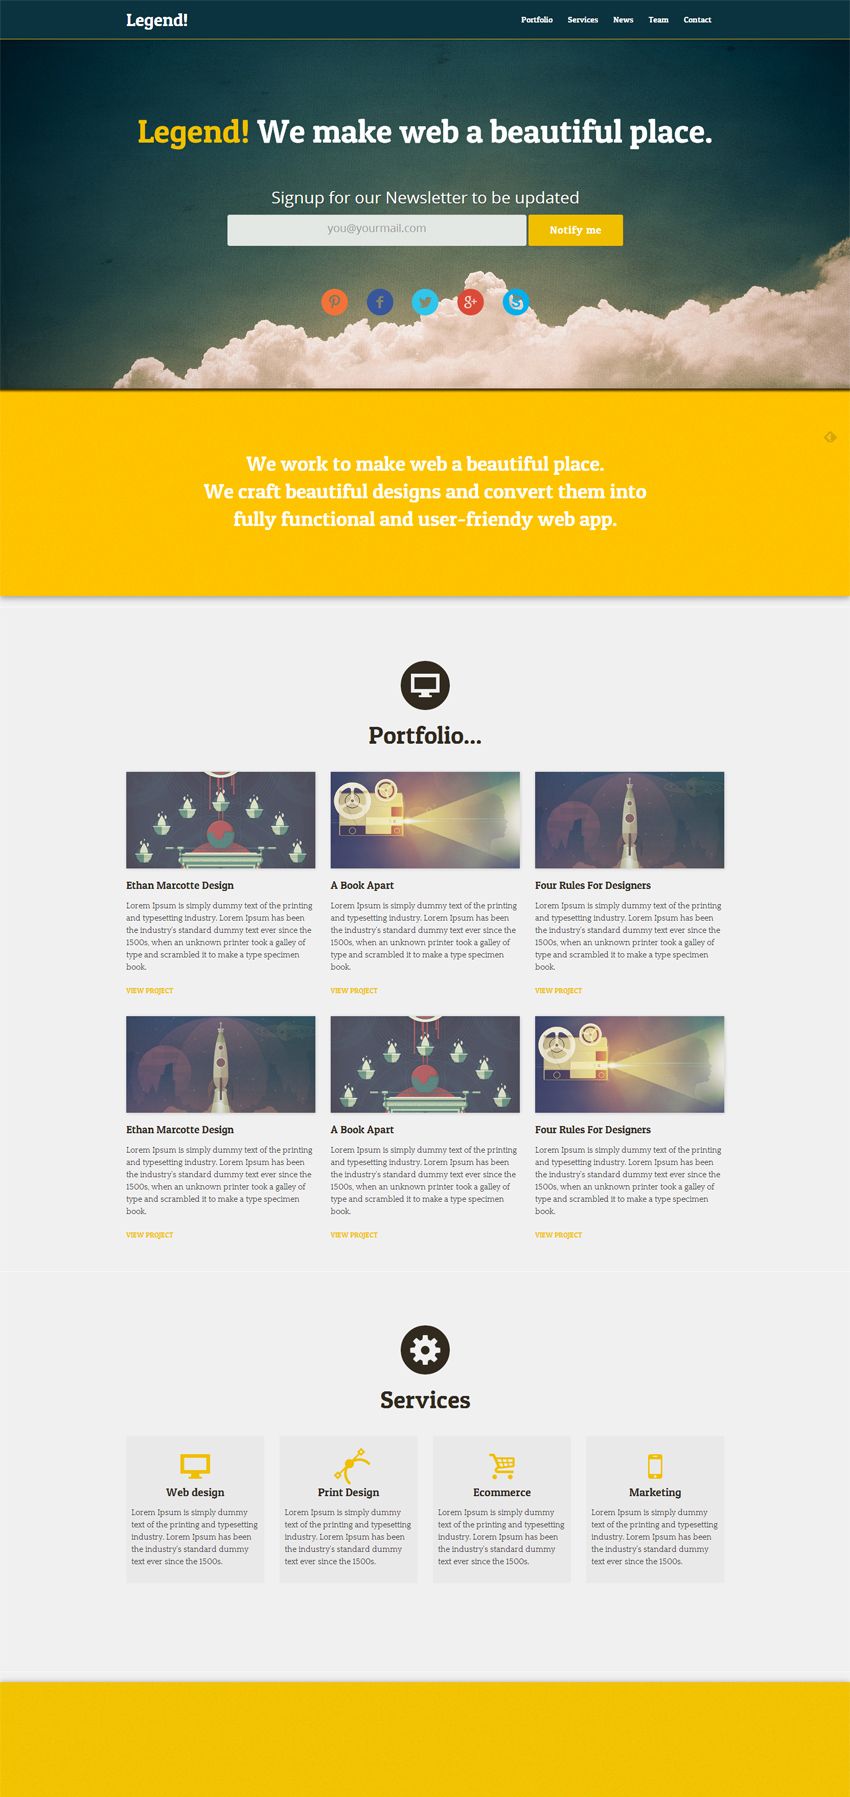 Legend!
Portfolio Services News Team Contact
Legend! We make web a beautiful place.
Signup for our Newsletter to be updated
you@yourmail.com Notify me
We work to make web a beautiful place.
We craft beautiful designs and convert them into
fully functional and user-friendy web app.
Portfolio...
Ethan Marcotte Design
Lorem Ipsum is simply dummy text of the printing
and typesetting industry. Lorem Ipsum has been
the industry's standard dummy text ever since the
1500s, when an unknown printer took a galley of
type and scrambled it to make a type specimen
book.
VIEW PROJECT
A Book Apart
Lorem Ipsum is simply dummy text of the printing
and typesetting industry. Lorem Ipsum has been
the industry's standard dummy text ever since the
1500s, when an unknown printer took a galley of
type and scrambled it to make a type specimen
book.
VIEW PROJECT
Four Rules For Designers
Lorem Ipsum is simply dummy text of the printing
and typesetting industry. Lorem Ipsum has been
the industry's standard dummy text ever since the
1500s, when an unknown printer took a galley of
type and scrambled it to make a type specimen
book.
VIEW PROJECT
Ethan Marcotte Design
Lorem Ipsum is simply dummy text of the printing
and typesetting industry. Lorem Ipsum has been
the industry's standard dummy text ever since the
1500s, when an unknown printer took a galley of
type and scrambled it to make a type specimen
book.
VIEW PROJECT
A Book Apart
Lorem Ipsum is simply dummy text of the printing
and typesetting industry. Lorem Ipsum has been
the industry's standard dummy text ever since the
1500s, when an unknown printer took a galley of
type and scrambled it to make a type specimen
book.
VIEW PROJECT
Four Rules For Designers
Lorem Ipsum is simply dummy text of the printing
and typesetting industry. Lorem Ipsum has been
the industry's standard dummy text ever since the
1500s, when an unknown printer took a galley of
type and scrambled it to make a type specimen
book.
VIEW PROJECT
Services
Web design
Lorem Ipsum is simply dummy
text of the printing and typesetting
industry. Lorem Ipsum has been
the industry's standard dummy
text ever since the 1500s.
Print Design
Lorem Ipsum is simply dummy
text of the printing and typesetting
industry. Lorem Ipsum has been
the industry's standard dummy
text ever since the 1500s.
Ecommerce
Lorem Ipsum is simply dummy
text of the printing and typesetting
industry. Lorem Ipsum has been
the industry's standard dummy
text ever since the 1500s.
Marketing
Lorem Ipsum is simply dummy
text of the printing and typesetting
industry. Lorem Ipsum has been
the industry's standard dummy
text ever since the 1500s.